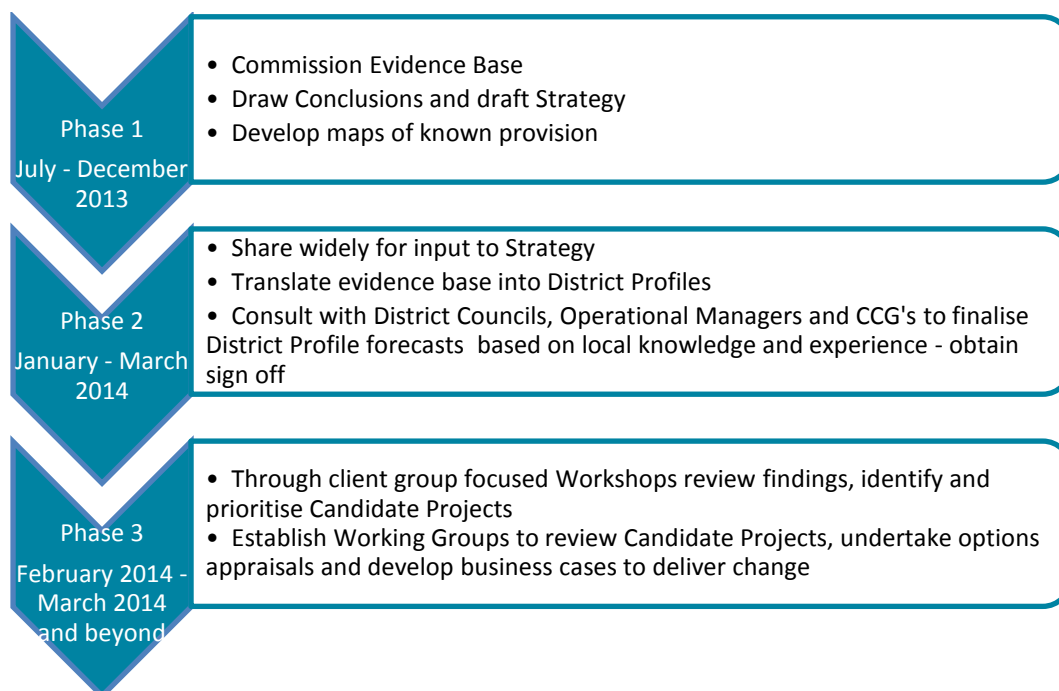 Phase 1
July - December
2013
• Commission Evidence Base
• Draw Conclusions and draft Strategy
• Develop maps of known provision
Phase 2
January - March
2014
• Share widely for input to Strategy
• Translate evidence base into District Profiles
• Consult with District Councils, Operational Managers and CCG's to finalise
District Profile forecasts  based on local knowledge and experience - obtain
sign off
Phase 3
February 2014 -
March 2014
and beyond
• Through client group focused Workshops review findings, identify and
prioritise Candidate Projects
• Establish Working Groups to review Candidate Projects, undertake options
appraisals and develop business cases to deliver change